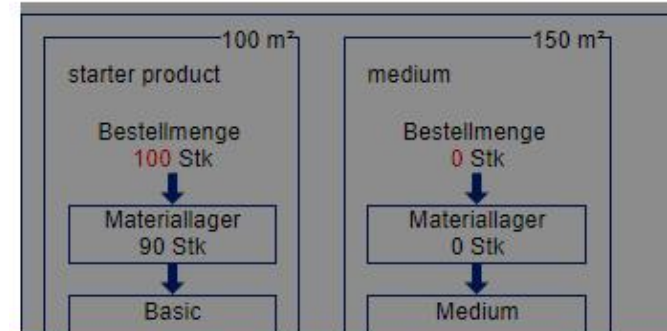 100 m²
starter product
Bestellmenge
100 Stk
Materiallager
90 Stk
Basic
150 m²
medium
Bestellmenge
0 Stk
Materiallager
0 Stk
Medium